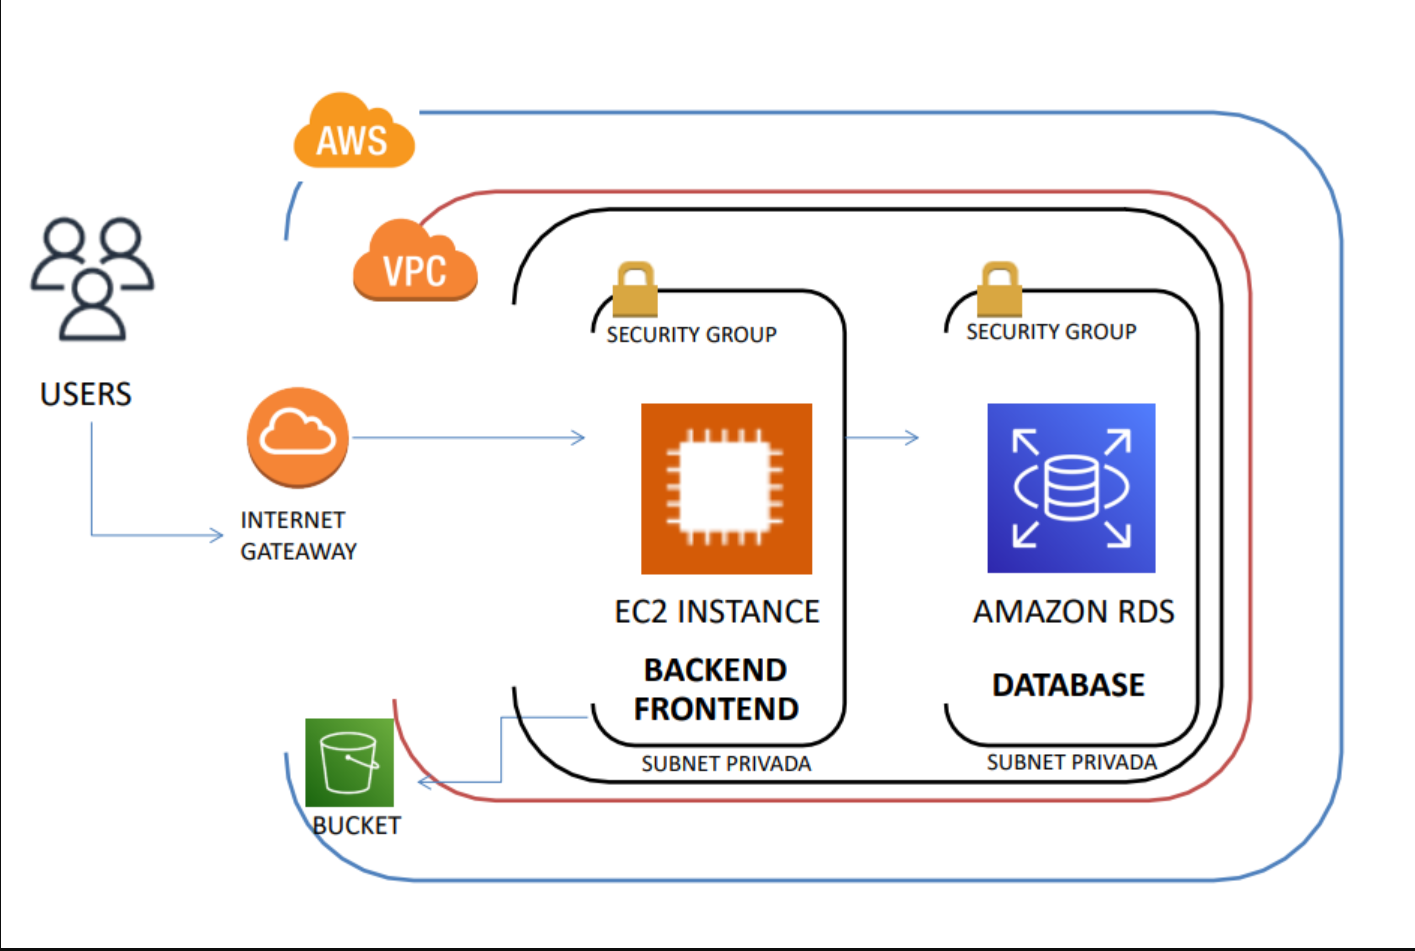 AWS
VPC
SECURITY GROUP
SECURITY GROUP
USERS
INTERNET
GATEAWAY
EC2 INSTANCE
AMAZON RDS
BACKEND
FRONTEND
DATABASE
SUBNET PRIVADA
SUBNET PRIVADA
BUCKET